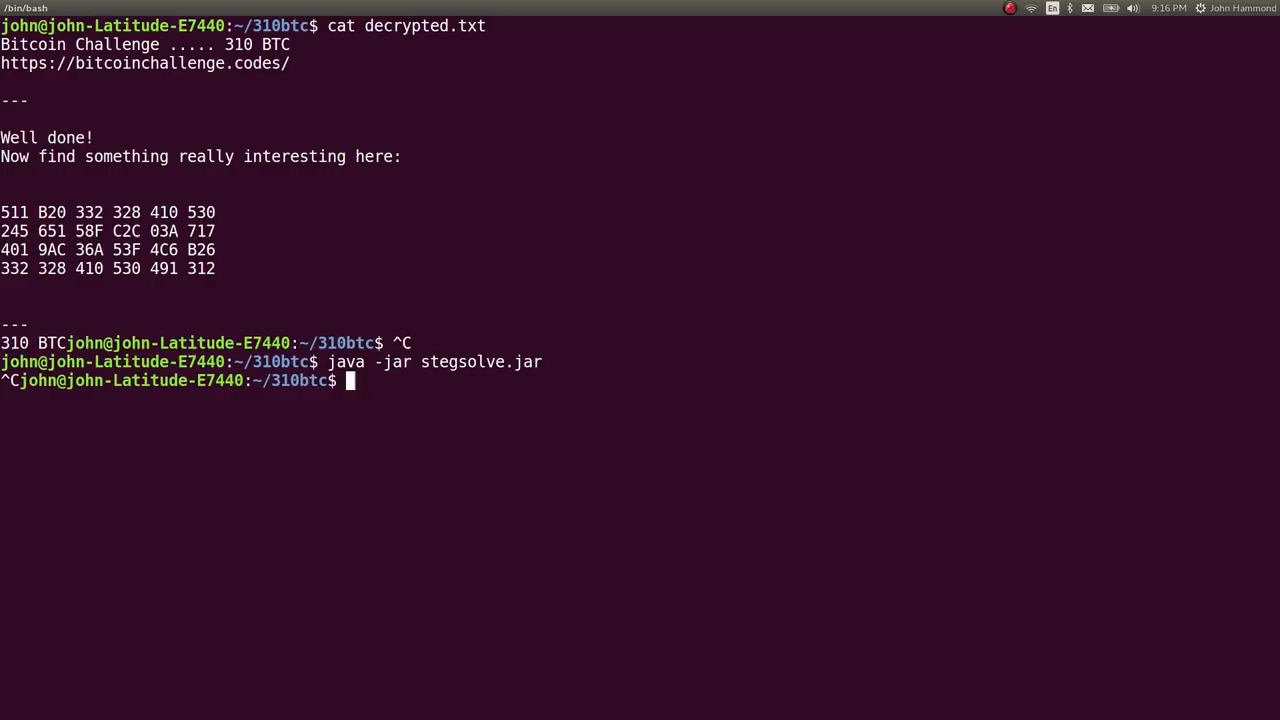 /bin/bash
En
9:16 PM
John Hammond
john@john-Latitude-E7440:~/310btc$ cat decrypted.txt
Bitcoin Challenge ..... 310 BTC
https://bitcoinchallenge.codes/
---
Well done!
Now find something really interesting here:
511 B20 332 328 410 530
245 651 58F C2C 03A 717
401 9AC 36A 53F 4C6 B26
332 328 410 530 491 312
---
310 BTCjohn@john-Latitude-E7440:~/310btc$ ^C
john@john-Latitude-E7440:~/310btc$ java -jar stegsolve.jar
^Cjohn@john-Latitude-E7440:~/310btc$